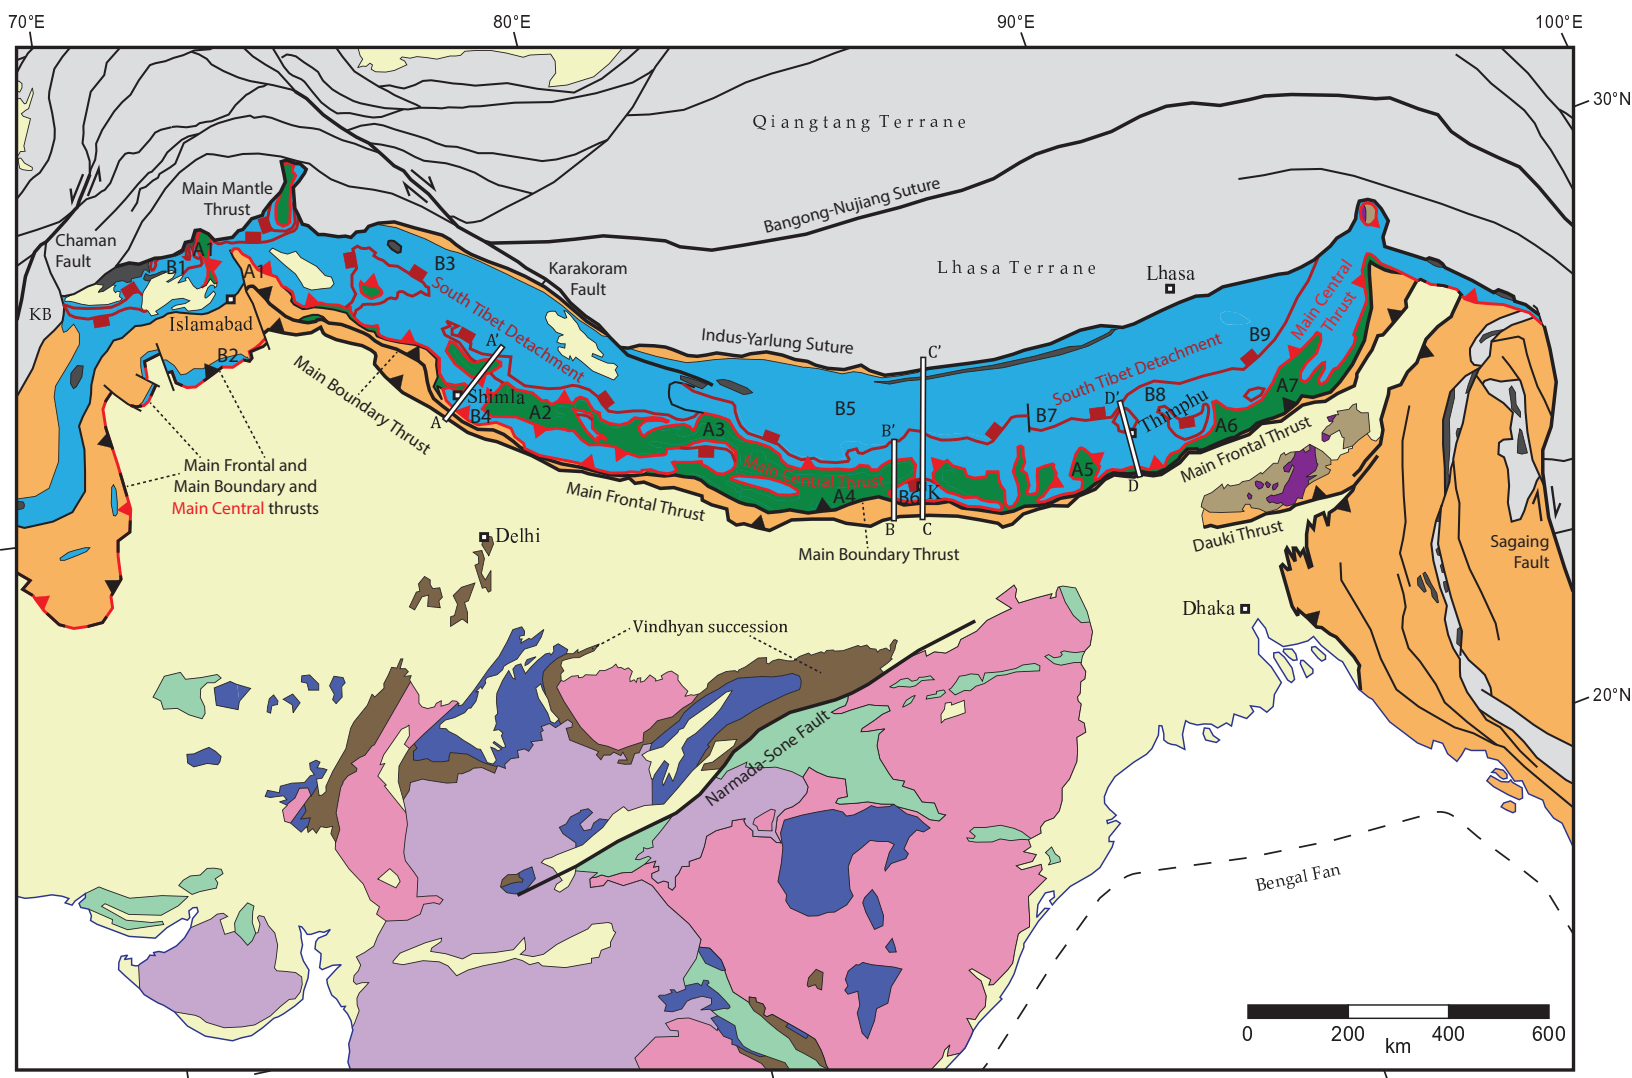 70°E
80°E
90°E
100°E
30°N
Qiangtang Terrane
Main Mantle
Thrust
Bangong-Nujiang Suture
Chaman
Fault
A1
B1
A1
B3
Karakoram
Fault
Lhasa Terrane
Lhasa
Main Central
Thrust
KB
Islamabad
South Tibet Detachment
Indus-Yarlung Suture
B9
B2
A'
C'
South Tibet Detachment
Main Boundary Thrust
Shimla
A
B4
A2
A3
B5
B'
B7
D'
B8
Thimphu
A7
A6
Main Frontal and
Main Boundary and
Main Central thrusts
Main Central Thrust
A4
B6
K
A5
D
Main Frontal Thrust
Main Frontal Thrust
B
C
Delhi
Main Boundary Thrust
Dauki Thrust
Sagaing
Fault
Dhaka
Vindhyan succession
20°N
Narmada-Sone Fault
Bengal Fan
0
200
400
600
km